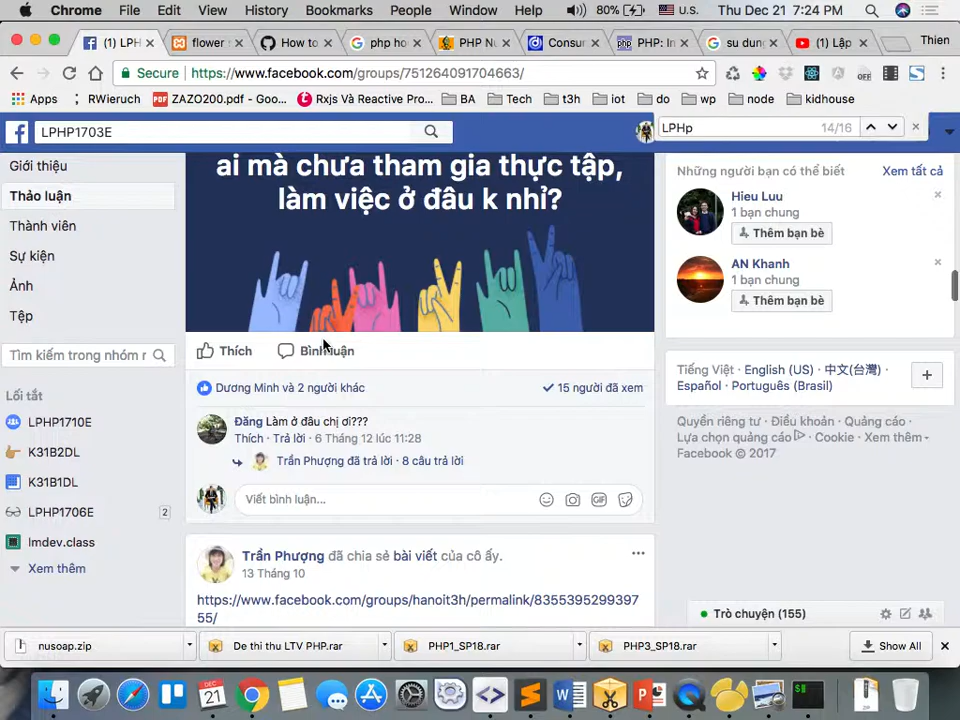 Chrome File Edit View History Bookmarks People Window Help 80% U.S. Thu Dec 21 7:24 PM
(1) LPH × flower × How to × php ho × PHP Nu × Consu × PHP: In × su dun × (1) Lập × Thien
Secure https://www.facebook.com/groups/751264091704663/
Apps RWieruch ZAZO200.pdf - Goo... Rxjs Và Reactive Pro... BA Tech t3h iot do wp node kidhouse
LPHP1703E
LPHp 14/16
Giới thiệu
Thảo luận
Thành viên
Sự kiện
Ảnh
Tệp
Tìm kiếm trong nhóm n
Lối tắt
LPHP1710E
K31B2DL
K31B1DL
LPHP1706E 2
Imdev.class
Xem thêm
ai mà chưa tham gia thực tập,
làm việc ở đâu k nhỉ?
Thích Bình luận
Dương Minh và 2 người khác 15 người đã xem
Đăng Làm ở đâu chị ơi???
Thích · Trả lời · 6 Tháng 12 lúc 11:28
Trần Phượng đã trả lời · 8 câu trả lời
Viết bình luận...
GIF
Trần Phượng đã chia sẻ bài viết của cô ấy.
13 Tháng 10
https://www.facebook.com/groups/hanoit3h/permalink/8355395299397
55/
Những người bạn có thể biết Xem tất cả
Hieu Luu
1 bạn chung
Thêm bạn bè
AN Khanh
1 bạn chung
Thêm bạn bè
Tiếng Việt · English (US) · 中文(台灣) ·
Español · Português (Brasil)
Quyền riêng tư · Điều khoản · Quảng cáo ·
Lựa chọn quảng cáo · Cookie · Xem thêm
Facebook © 2017
Trò chuyện (155)
nusoap.zip De thi thu LTV PHP.rar PHP1_SP18.rar PHP3_SP18.rar Show All
DEC
21